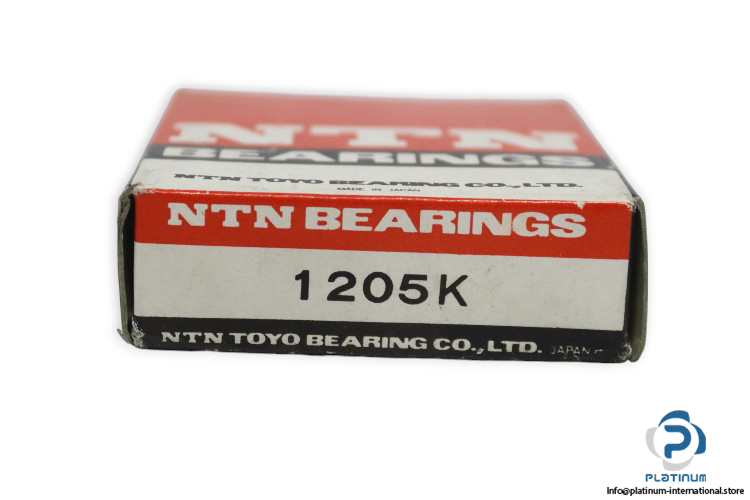 NTN
BEARINGS
NTN TOYO BEARING CO.,LTD.
MADE IN JAPAN
NTN BEARINGS
1205K
NTN TOYO BEARING CO.,LTD. JAPAN
PLATINUM
Info@platinum-international.store